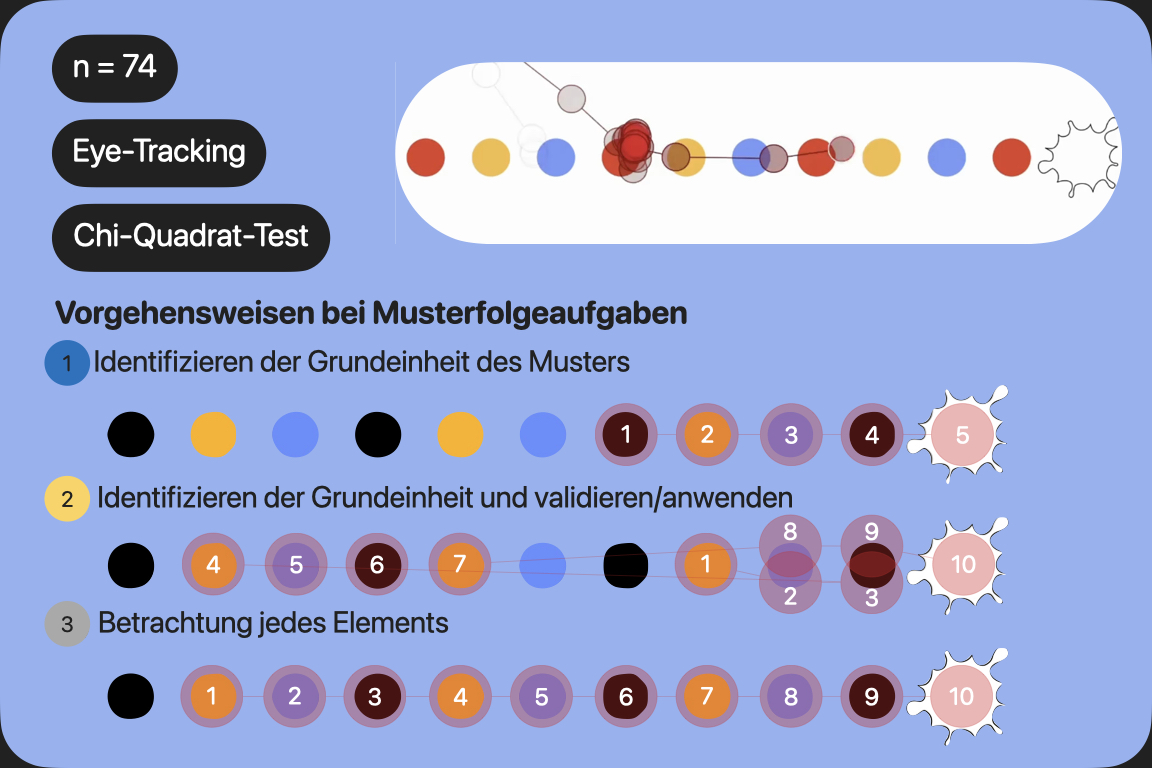 n = 74
Eye-Tracking
Chi-Quadrat-Test
Vorgehensweisen bei Musterfolgeaufgaben
1 Identifizieren der Grundeinheit des Musters
1 2 3 4 5
2 Identifizieren der Grundeinheit und validieren/anwenden
8 9
4 5 6 7 1 10
2 3
3 Betrachtung jedes Elements
1 2 3 4 5 6 7 8 9 10